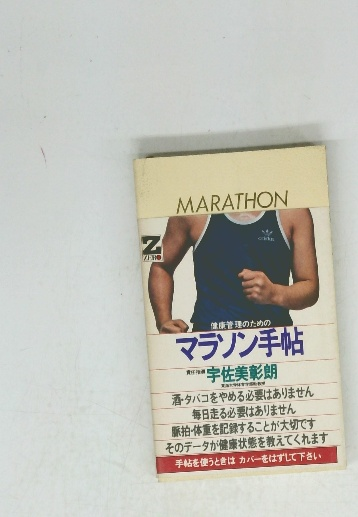 MARATHON
Z
ZERO
adidas
健康管理のための
マラソン手帖
責任指導 宇佐美彰朗
酒・タバコをやめる必要はありません
毎日走る必要はありません
脈拍・体重を記録することが大切です
そのデータが健康状態を教えてくれます
手帖を使うときは カバーをはずして下さい